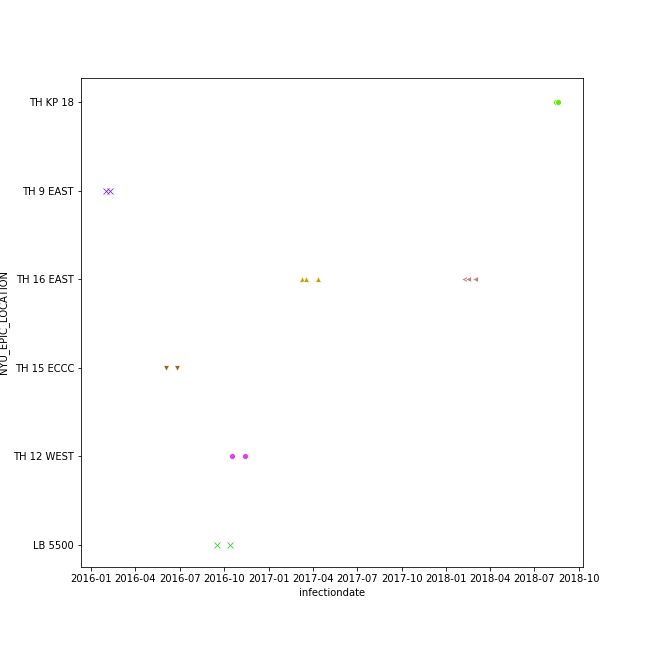 TH KP 18
TH 9 EAST
TH 16 EAST
NYU_EPIC_LOCATION
TH 15 ECCC
TH 12 WEST
LB 5500
2016-01 2016-04 2016-07 2016-10 2017-01 2017-04 2017-07 2017-10 2018-01 2018-04 2018-07 2018-10
infectiondate